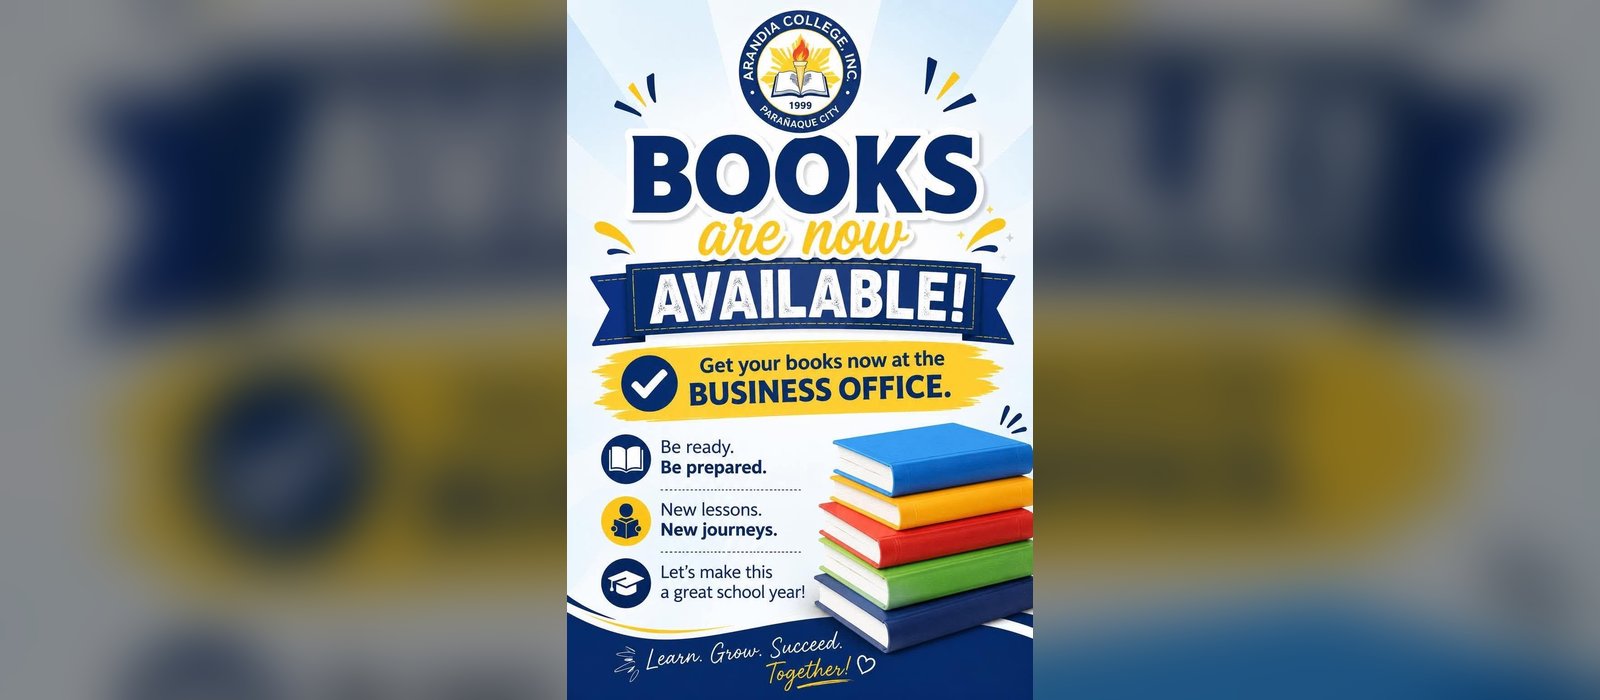 ARANDIA COLLEGE, INC.
1999
PARAÑAQUE CITY
BOOKS
are now
AVAILABLE!
Get your books now at the
BUSINESS OFFICE.
Be ready.
Be prepared.
New lessons.
New journeys.
Let's make this
a great school year!
Learn. Grow. Succeed.
Together!